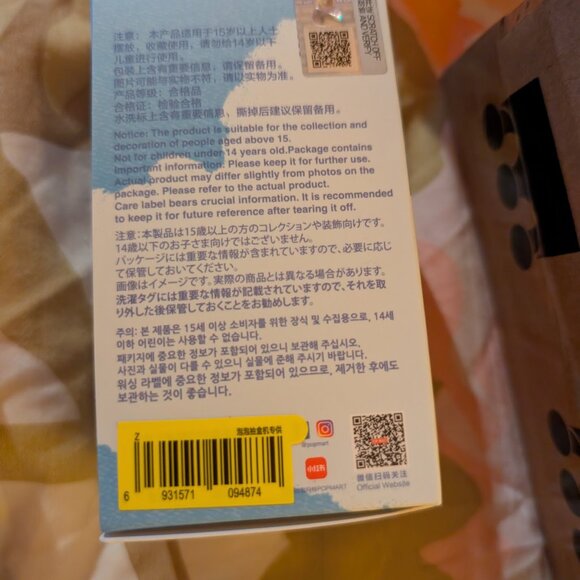 注意：本产品适用于15岁以上人士
摆放，收藏使用，请勿给14岁以下
儿童进行使用。
包装上含有重要信息，请保留备用。
图片可能与实物不符，请以实物为准。
产品等级：合格品
合格证：检验合格
水洗标上含有重要信息，撕掉后建议保留备用。
Notice: The product is suitable for the collection and
decoration of people aged above 15.
Not for children under 14 years old.Package contains
important information. Please keep it for further use.
Actual product may differ slightly from photos on the
package. Please refer to the actual product.
Care label bears crucial information. It is recommended
to keep it for future reference after tearing it off.
注意：本製品は15歳以上の方のコレクションや装飾向けです。
14歳以下のお子さま向けではございません。
パッケージには重要な情報が含まれていますので、必要に応じ
て保管しておいてください。
画像はイメージです。実際の商品とは異なる場合があります。
洗濯タグには重要な情報が記載されていますので、それを取
り外した後保管しておくことをお勧めします。
주의: 본 제품은 15세 이상 소비자를 위한 장식 및 수집용으로, 14세
이하 어린이는 사용할 수 없습니다.
패키지에 중요한 정보가 포함되어 있으니 보관해 주십시오.
사진과 실물이 다를 수 있으니 실물에 준해 주시기 바랍니다.
워싱 라벨에 중요한 정보가 포함되어 있으므로, 제거한 후에도
보관하는 것이 좋습니다.
Z
泡泡抽盒机专供
6 931571 094874
@popmart
小红书
POPMART
微信扫码关注
Official Website